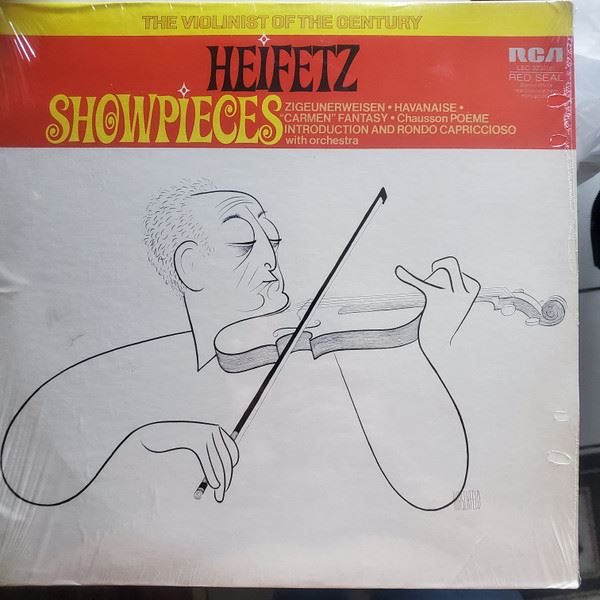 THE VIOLINIST OF THE CENTURY
HEIFETZ
SHOWPIECES
ZIGEUNERWEISEN • HAVANAISE •
"CARMEN" FANTASY • Chausson POÈME
INTRODUCTION AND RONDO CAPRICCIOSO
with orchestra
RCA
RED SEAL
HIRSCHFELD